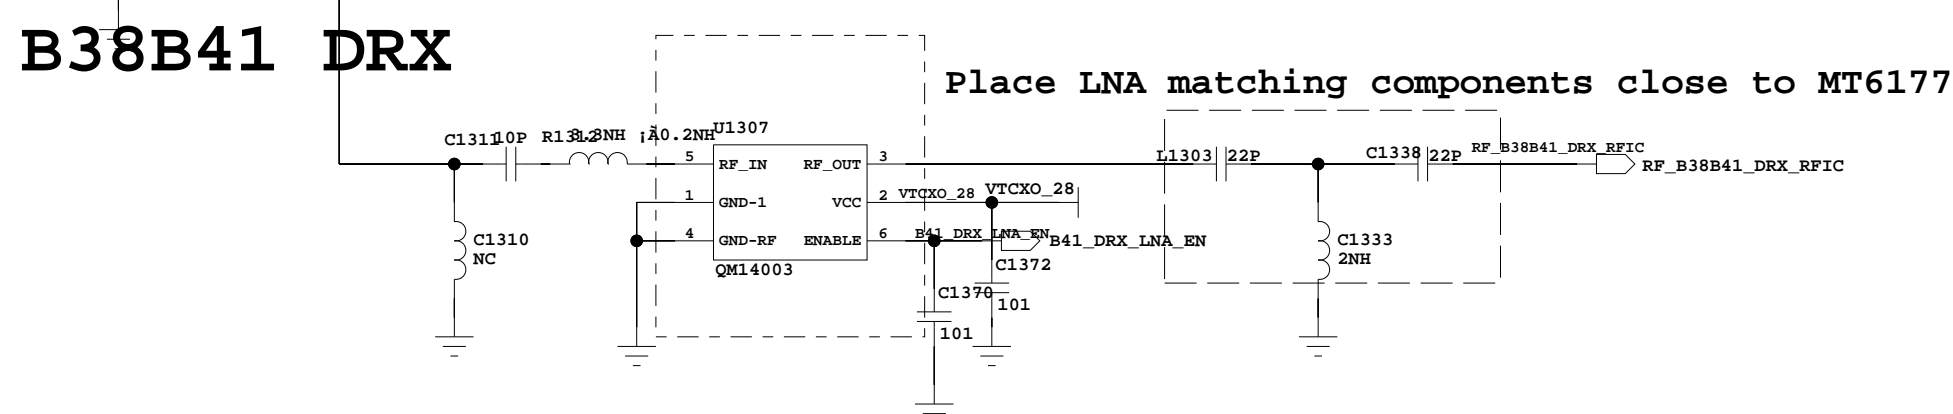 B38B41 DRX
Place LNA matching components close to MT6177
C1311 10P R1312 3.3NH ¡À0.2NH U1307
5 RF_IN RF_OUT 3
L1303 22P C1338 22P RF_B38B41_DRX_RFIC RF_B38B41_DRX_RFIC
1 GND-1 VCC 2 VTCXO_28 VTCXO_28
4 GND-RF ENABLE 6 B41_DRX_LNA_EN B41_DRX_LNA_EN
C1310
NC
QM14003
C1372
101
C1370
101
C1333
2NH